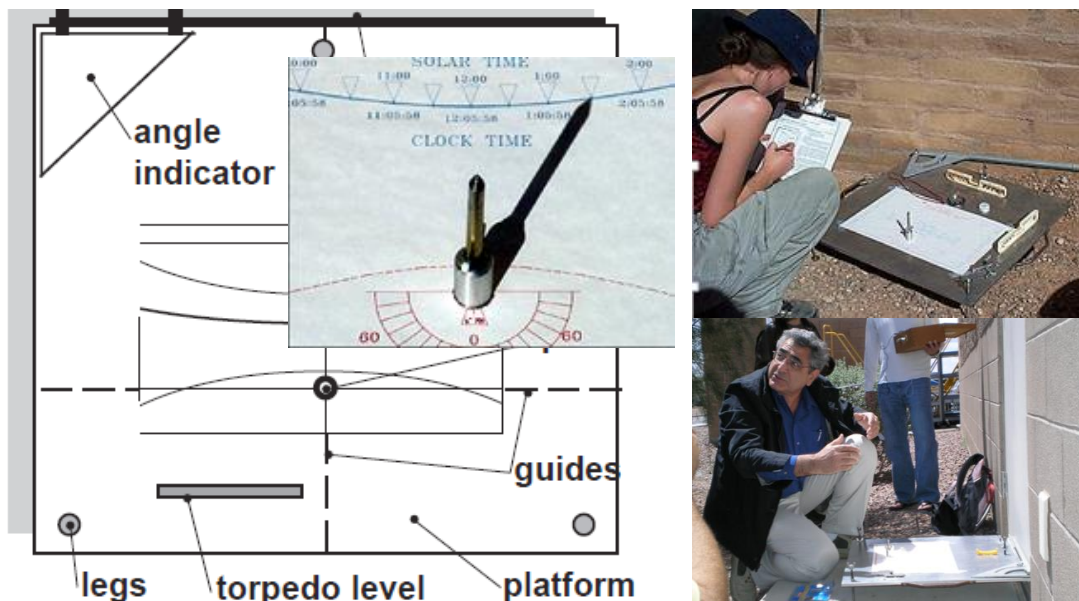 angle
indicator
SOLAR TIME
11:00 12:00 1:00 2:00
11:05:58 12:05:58 1:05:58 2:05:58
CLOCK TIME
60 0 60
guides
legs torpedo level platform